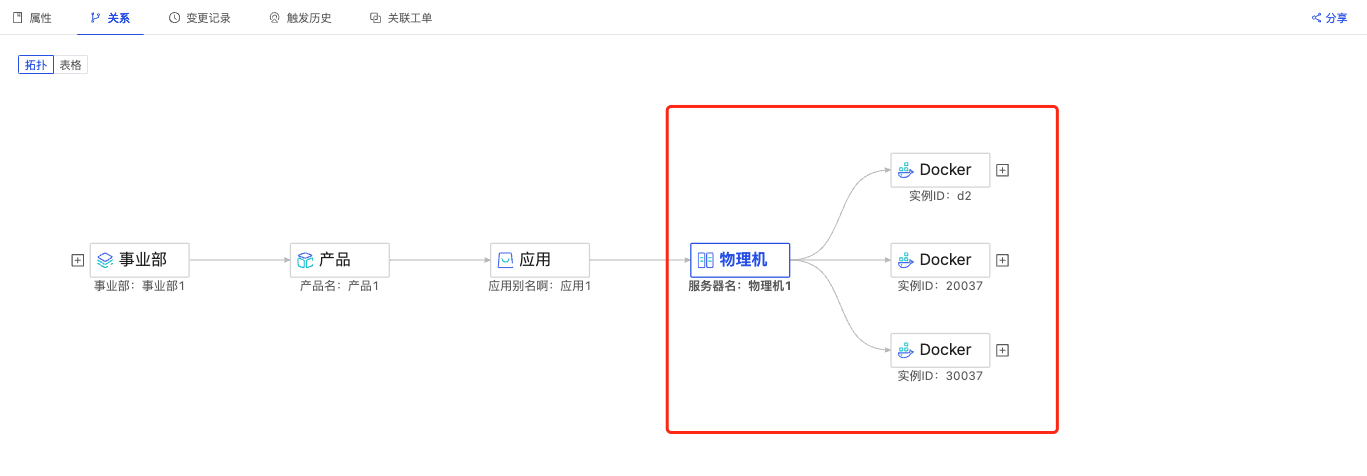 属性
关系
变更记录
触发历史
关联工单
分享
拓扑
表格
事业部
事业部：事业部1
产品
产品名：产品1
应用
应用别名啊：应用1
物理机
服务器名：物理机1
Docker
实例ID：d2
Docker
实例ID：20037
Docker
实例ID：30037